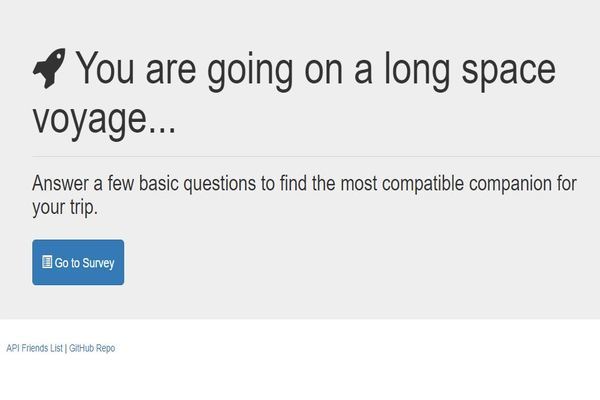 You are going on a long space
voyage...
Answer a few basic questions to find the most compatible companion for
your trip.
Go to Survey
API Friends List | GitHub Repo